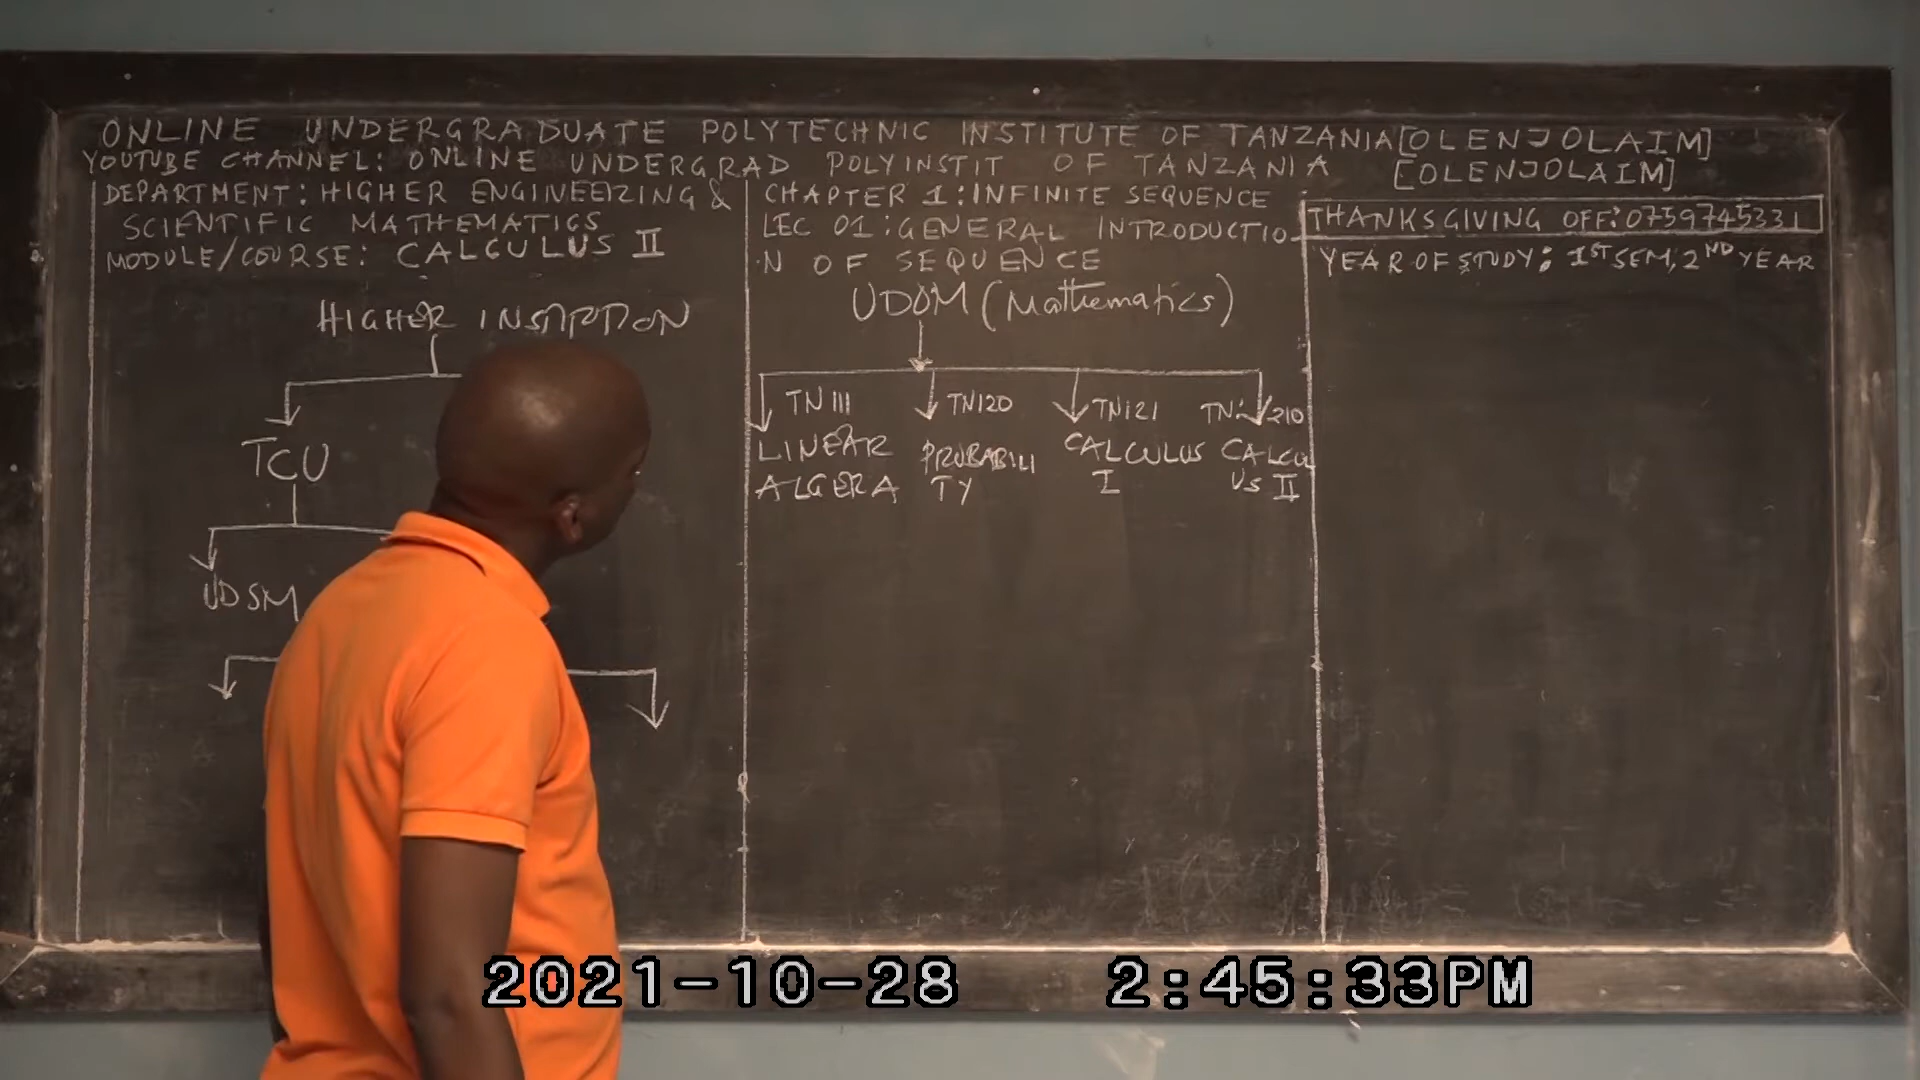 ONLINE UNDERGRADUATE POLYTECHNIC INSTITUTE OF TANZANIA [OLENJOLAIM]
YOUTUBE CHANNEL: ONLINE UNDERGRAD POLYINSTIT OF TANZANIA [OLENJOLAIM]
DEPARTMENT: HIGHER ENGINEERING &
SCIENTIFIC MATHEMATICS
MODULE/COURSE: CALCULUS II
HIGHER
TCU
UDSM
CHAPTER 1: INFINITE SEQUENCE
LEC 01: GENERAL INTRODUCTIO
N OF SEQUENCE
UDOM (Mathematics)
TN111 TN120 TN121 210
LINEAR PROBABILI CALCULUS CALCUL
ALGERA TY I US II
THANKSGIVING OFF: 0759745331
YEAR OF STUDY: 1ST SEM, 2ND YEAR
2021-10-28 2:45:33PM